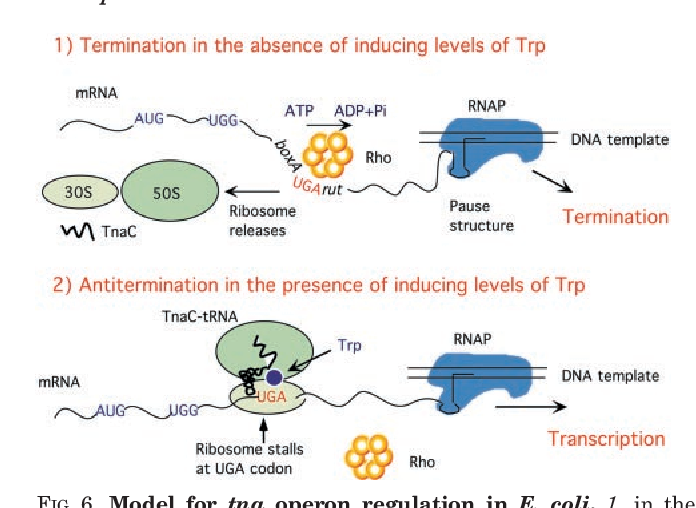 1) Termination in the absence of inducing levels of Trp
mRNA
AUG
UGG
ATP
ADP+Pi
boxA
UGArut
Rho
RNAP
DNA template
30S
50S
TnaC
Ribosome
releases
Pause
structure
Termination
2) Antitermination in the presence of inducing levels of Trp
TnaC-tRNA
Trp
RNAP
mRNA
AUG
UGG
UGA
DNA template
Ribosome stalls
at UGA codon
Rho
Transcription
FIG. 6. Model for tna operon regulation in E. coli. 1, in the